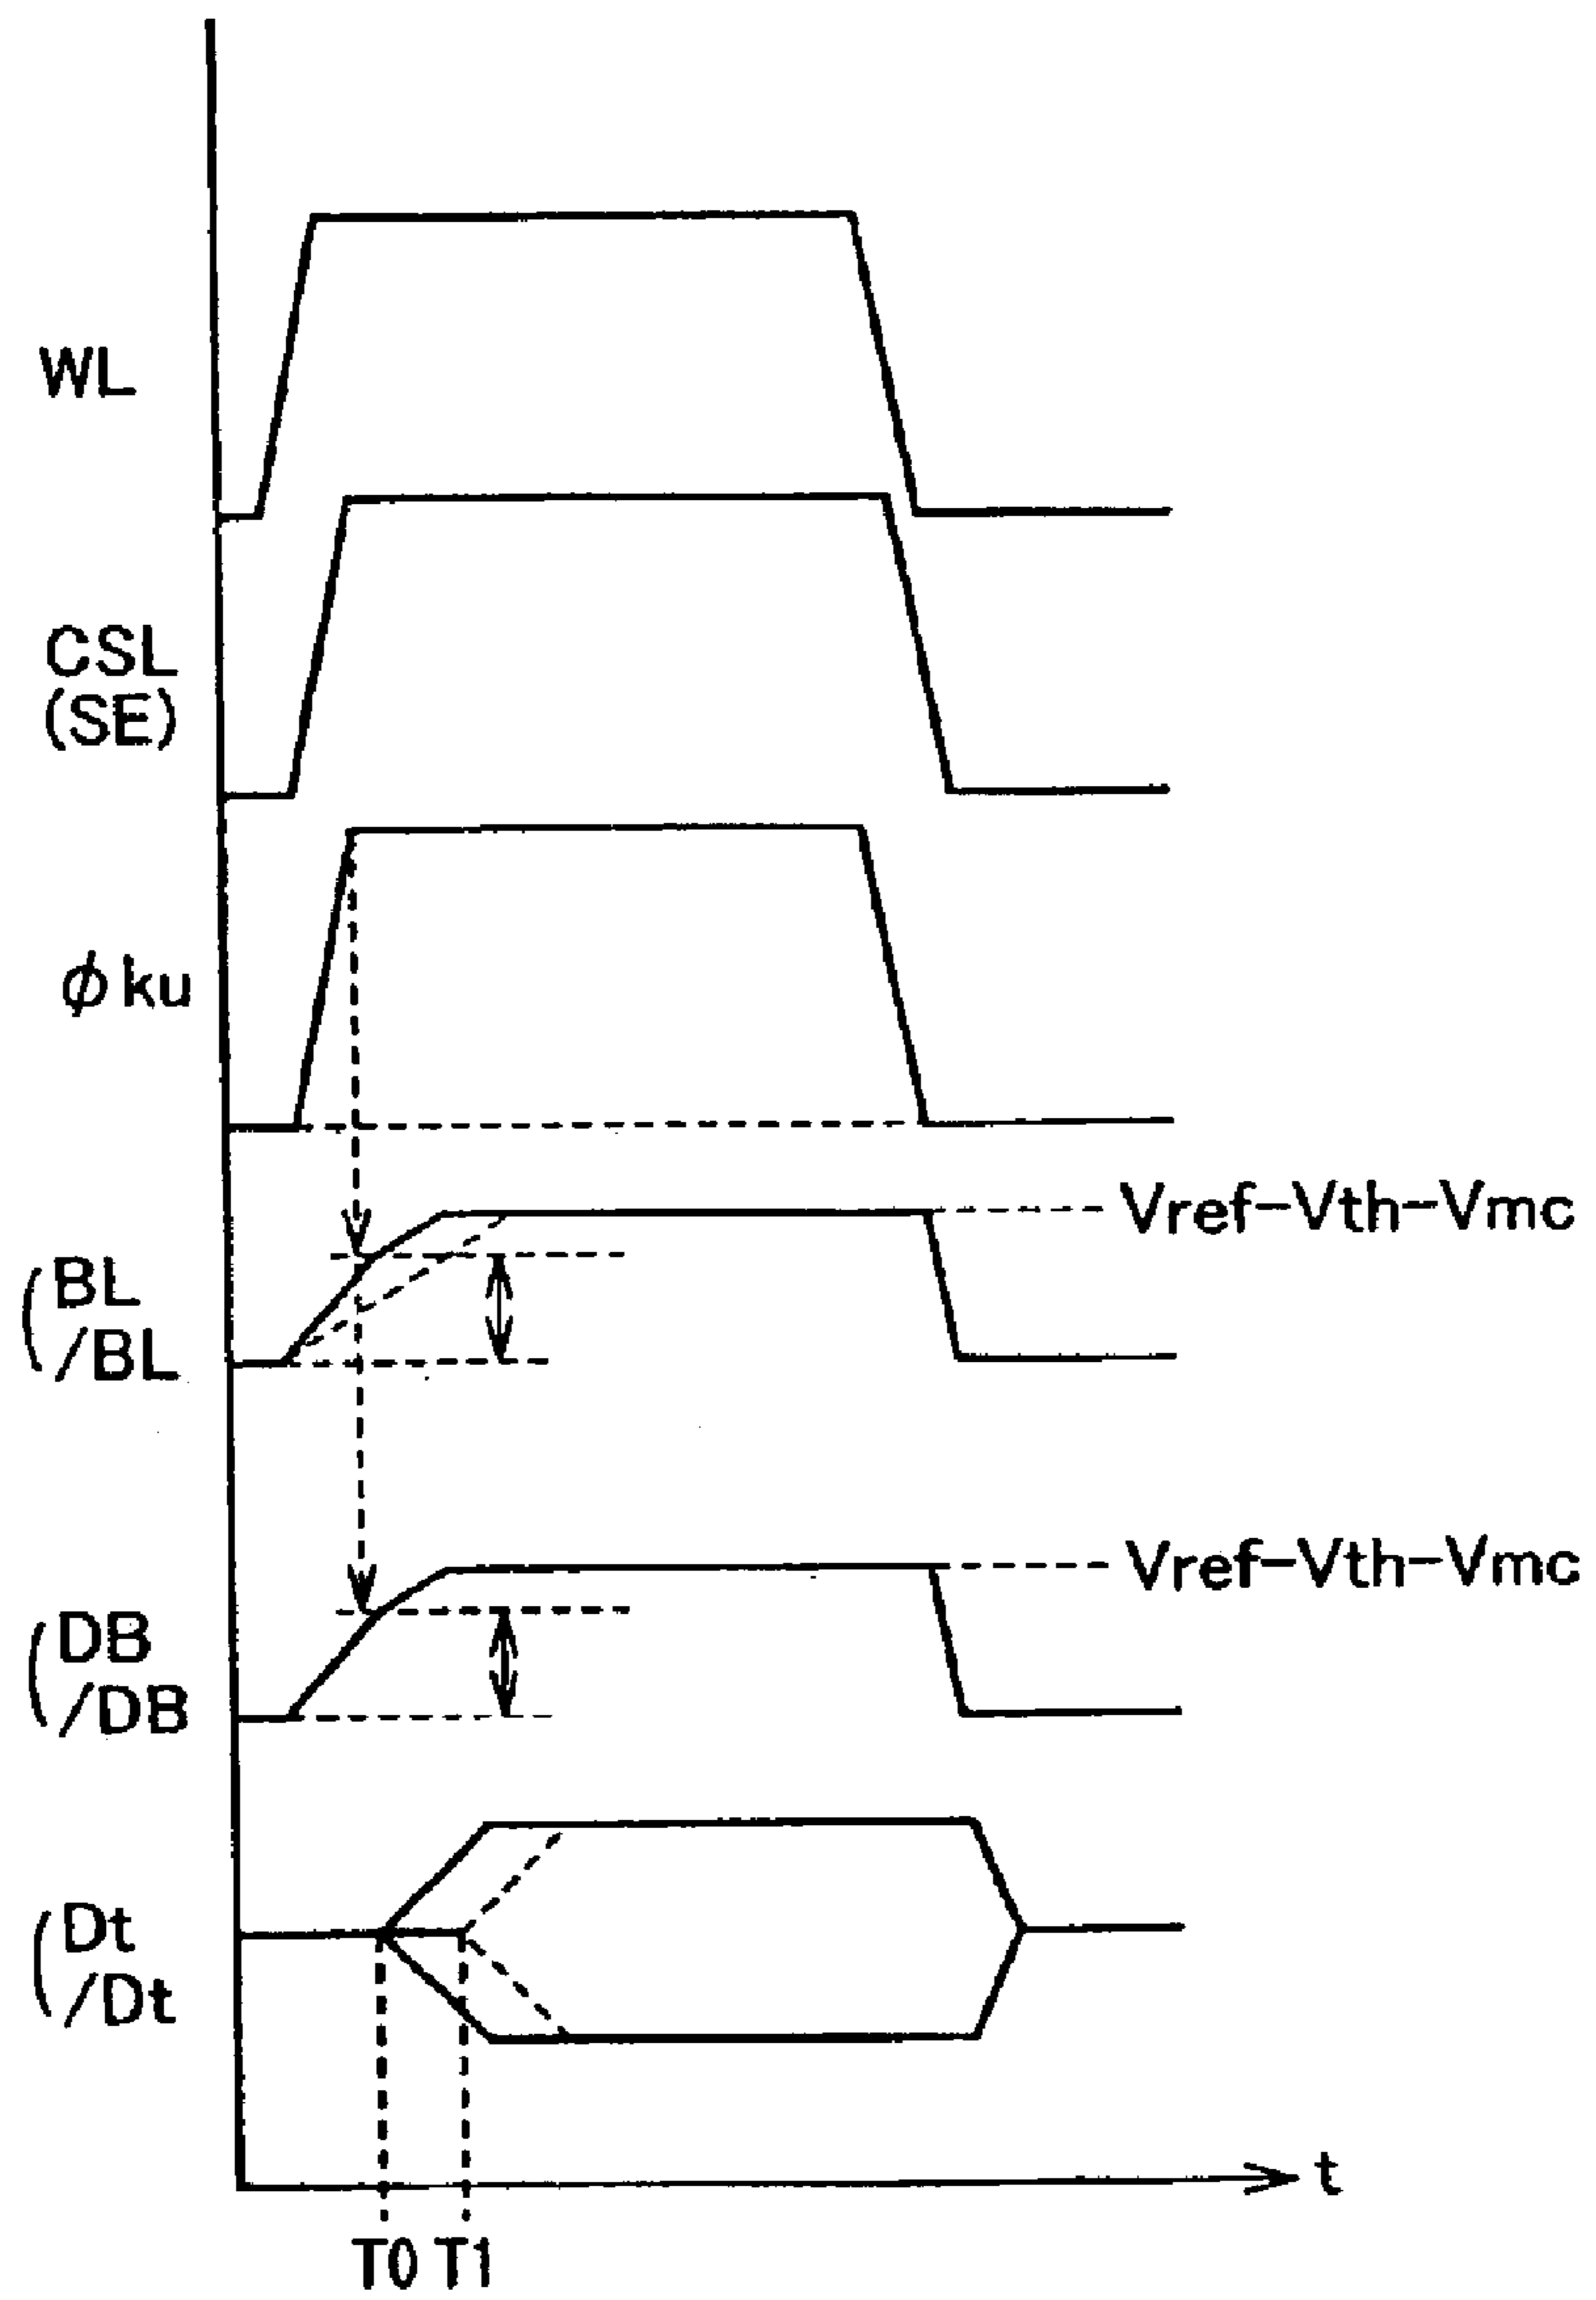 WL
CSL
(SE)
φku
Vref-Vth-Vmc
(BL
/BL
Vref-Vth-Vmc
(DB
/DB
(Dt
/Dt
t
T0 T1